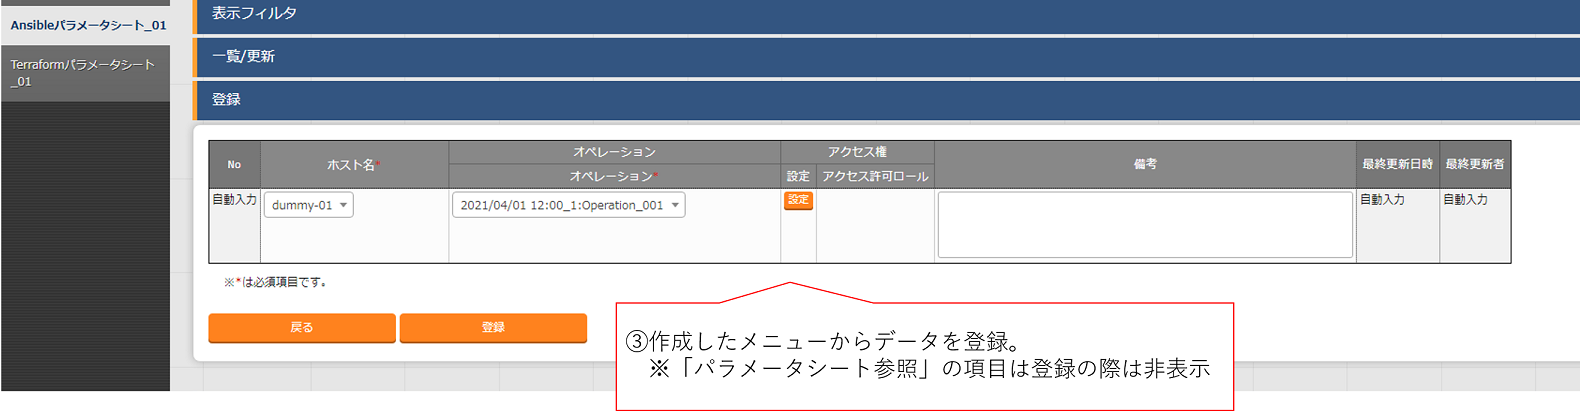 Ansibleパラメータシート_01
Terraformパラメータシート
_01
表示フィルタ
一覧/更新
登録
No
ホスト名*
オペレーション
オペレーション*
アクセス権
設定
アクセス許可ロール
備考
最終更新日時
最終更新者
自動入力
dummy-01
2021/04/01 12:00_1:Operation_001
設定
自動入力
自動入力
※*は必須項目です。
戻る
登録
③作成したメニューからデータを登録。
※「パラメータシート参照」の項目は登録の際は非表示